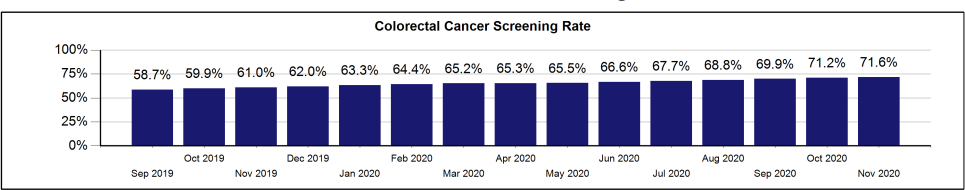 Colorectal Cancer Screening Rate
100%
75%
50%
25%
0%
58.7% 59.9% 61.0% 62.0% 63.3% 64.4% 65.2% 65.3% 65.5% 66.6% 67.7% 68.8% 69.9% 71.2% 71.6%
Oct 2019 Dec 2019 Feb 2020 Apr 2020 Jun 2020 Aug 2020 Oct 2020
Sep 2019 Nov 2019 Jan 2020 Mar 2020 May 2020 Jul 2020 Sep 2020 Nov 2020